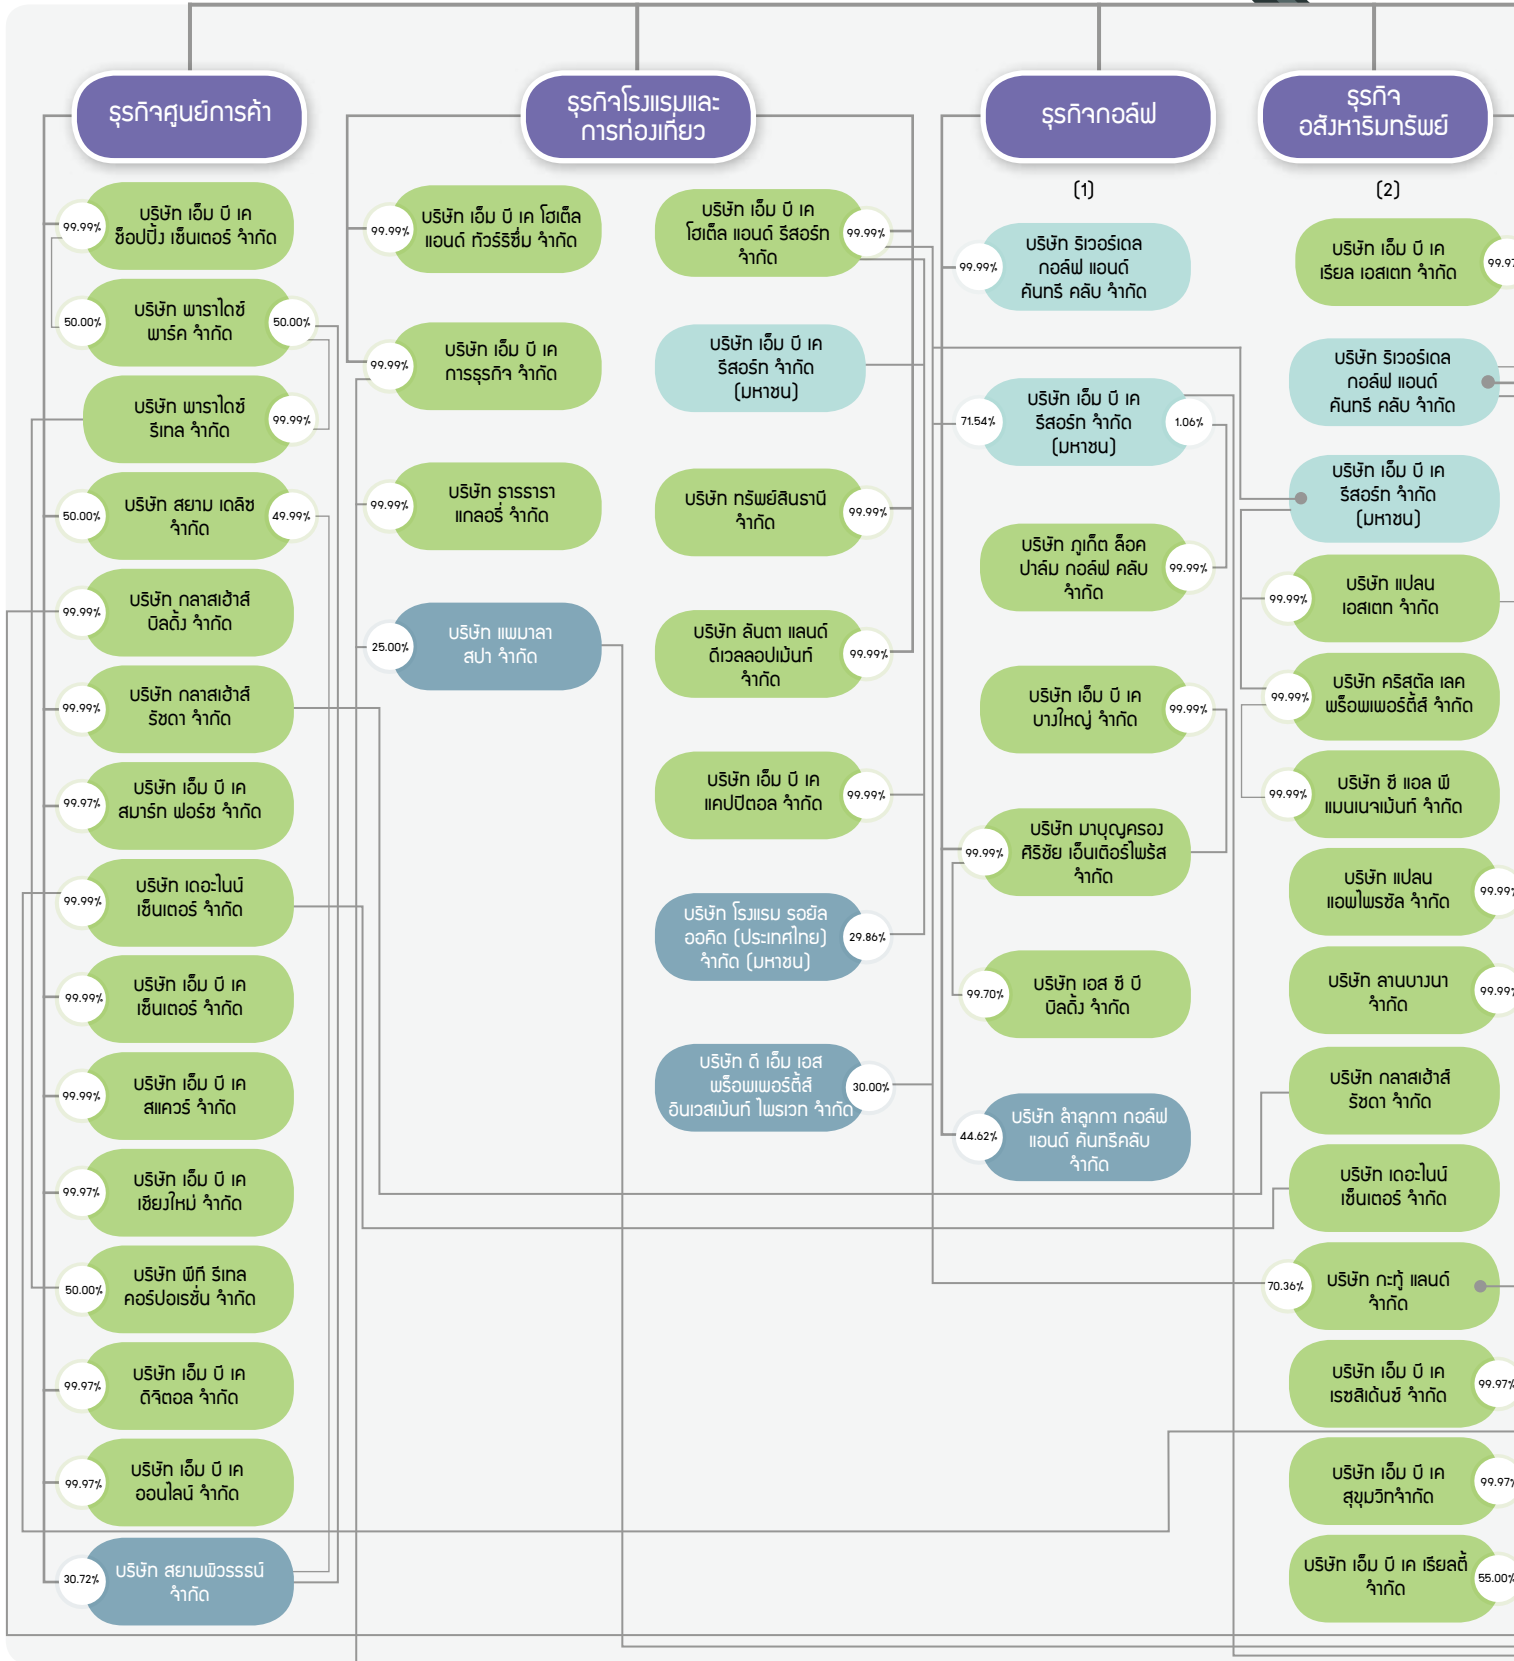 ธุรกิจศูนย์การค้า
99.99%
บริษัท เอ็ม บี เค
ช็อปปิ้ง เซ็นเตอร์ จำกัด
50.00%
บริษัท พาราไดซ์
พาร์ค จำกัด
50.00%
บริษัท พาราไดซ์
รีเทล จำกัด
99.99%
50.00%
บริษัท สยาม เดลิซ
จำกัด
49.99%
99.99%
บริษัท กลาสเฮ้าส์
บิลดิ้ง จำกัด
99.99%
บริษัท กลาสเฮ้าส์
รัชดา จำกัด
99.97%
บริษัท เอ็ม บี เค
สมาร์ท ฟอร์ซ จำกัด
99.99%
บริษัท เดอะไนน์
เซ็นเตอร์ จำกัด
99.99%
บริษัท เอ็ม บี เค
เซ็นเตอร์ จำกัด
99.99%
บริษัท เอ็ม บี เค
สแควร์ จำกัด
99.97%
บริษัท เอ็ม บี เค
เชียงใหม่ จำกัด
50.00%
บริษัท พีที รีเทล
คอร์ปอเรชั่น จำกัด
99.97%
บริษัท เอ็ม บี เค
ดิจิตอล จำกัด
99.97%
บริษัท เอ็ม บี เค
ออนไลน์ จำกัด
30.72%
บริษัท สยามพิวรรธน์
จำกัด
ธุรกิจโรงแรมและ
การท่องเที่ยว
99.99%
บริษัท เอ็ม บี เค โฮเต็ล
แอนด์ ทัวร์ริซึ่ม จำกัด
99.99%
บริษัท เอ็ม บี เค
การธุรกิจ จำกัด
99.99%
บริษัท ธารธารา
แกลอรี่ จำกัด
25.00%
บริษัท แพมาลา
สปา จำกัด
บริษัท เอ็ม บี เค
โฮเต็ล แอนด์ รีสอร์ท
จำกัด
99.99%
บริษัท เอ็ม บี เค
รีสอร์ท จำกัด
(มหาชน)
บริษัท ทรัพย์สินธานี
จำกัด
99.99%
บริษัท ลันตา แลนด์
ดีเวลลอปเม้นท์
จำกัด
99.99%
บริษัท เอ็ม บี เค
แคปปิตอล จำกัด
99.99%
บริษัท โรงแรม รอยัล
ออคิด (ประเทศไทย)
จำกัด (มหาชน)
29.86%
บริษัท ดี เอ็ม เอส
พร็อพเพอร์ตี้ส์
อินเวสเม้นท์ ไพรเวท จำกัด
30.00%
ธุรกิจกอล์ฟ
(1)
99.99%
บริษัท ริเวอร์เดล
กอล์ฟ แอนด์
คันทรี คลับ จำกัด
71.54%
บริษัท เอ็ม บี เค
รีสอร์ท จำกัด
(มหาชน)
1.06%
บริษัท ภูเก็ต ล็อค
ปาล์ม กอล์ฟ คลับ
จำกัด
99.99%
บริษัท เอ็ม บี เค
บางใหญ่ จำกัด
99.99%
99.99%
บริษัท มาบุญครอง
ศิริชัย เอ็นเตอร์ไพร้ส
จำกัด
99.70%
บริษัท เอส ซี บี
บิลดิ้ง จำกัด
44.62%
บริษัท ลำลูกกา กอล์ฟ
แอนด์ คันทรีคลับ
จำกัด
ธุรกิจ
อสังหาริมทรัพย์
(2)
บริษัท เอ็ม บี เค
เรียล เอสเตท จำกัด
99.97
บริษัท ริเวอร์เดล
กอล์ฟ แอนด์
คันทรี คลับ จำกัด
บริษัท เอ็ม บี เค
รีสอร์ท จำกัด
(มหาชน)
99.99%
บริษัท แปลน
เอสเตท จำกัด
99.99%
บริษัท คริสตัล เลค
พร็อพเพอร์ตี้ส์ จำกัด
99.99%
บริษัท ซี แอล พี
แมนเนจเม้นท์ จำกัด
บริษัท แปลน
แอพไพรซัล จำกัด
99.99%
บริษัท ลานบางนา
จำกัด
99.99%
บริษัท กลาสเฮ้าส์
รัชดา จำกัด
บริษัท เดอะไนน์
เซ็นเตอร์ จำกัด
70.36%
บริษัท กะทู้ แลนด์
จำกัด
บริษัท เอ็ม บี เค
เรซสิเด้นซ์ จำกัด
99.97%
บริษัท เอ็ม บี เค
สุขุมวิทจำกัด
99.97%
บริษัท เอ็ม บี เค เรียลตี้
จำกัด
55.00%